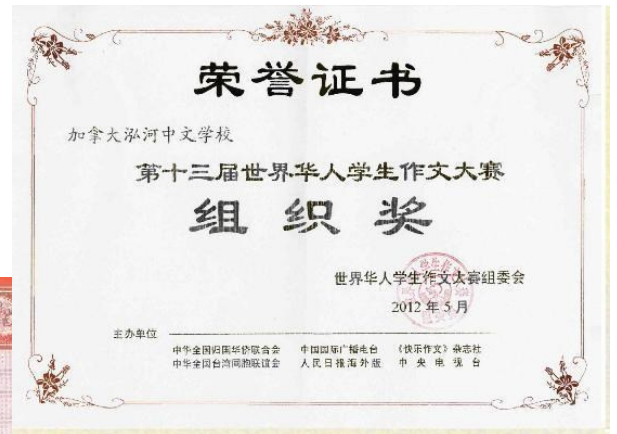 荣誉证书
加拿大泓河中文学校
第十三届世界华人学生作文大赛
组织奖
世界华人学生作文大赛组委会
2012年5月
主办单位
中华全国归国华侨联合会 中国国际广播电台 《快乐作文》杂志社
中华全国台湾同胞联谊会 人民日报海外版 中央电视台